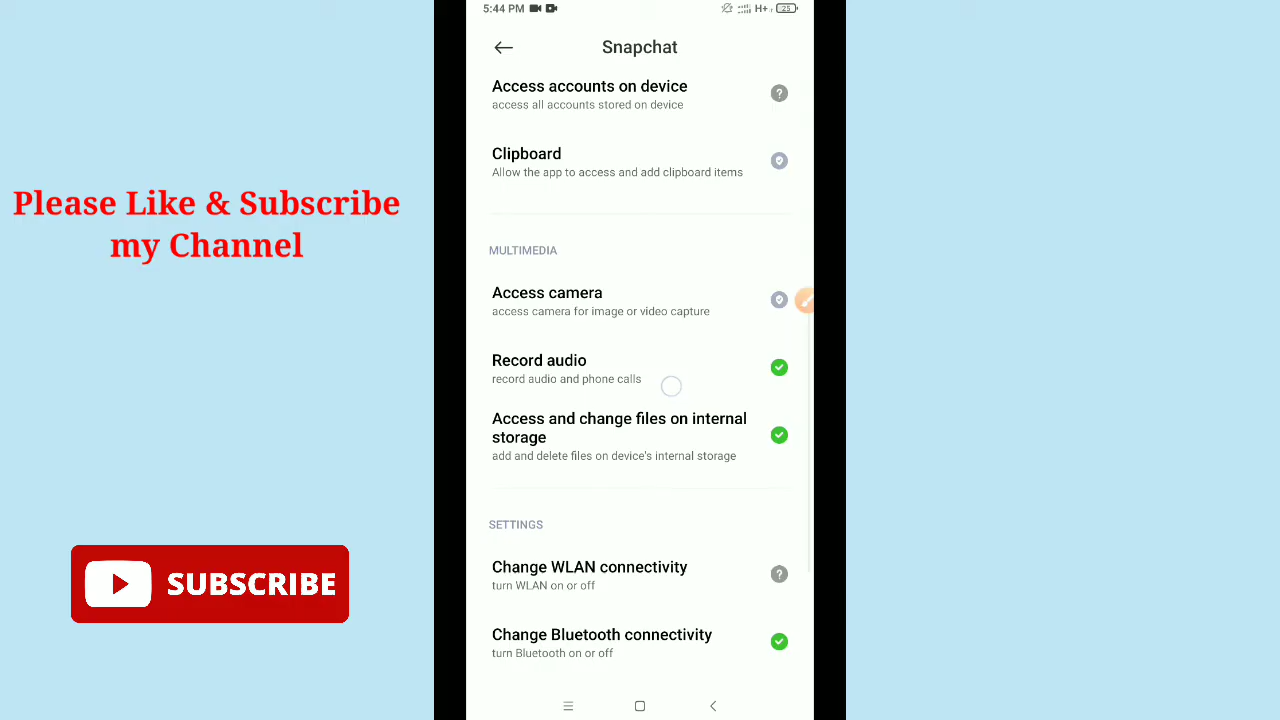 Please Like & Subscribe
my Channel
SUBSCRIBE
5:44 PM
H+
25
Snapchat
Access accounts on device
access all accounts stored on device
Clipboard
Allow the app to access and add clipboard items
MULTIMEDIA
Access camera
access camera for image or video capture
Record audio
record audio and phone calls
Access and change files on internal
storage
add and delete files on device's internal storage
SETTINGS
Change WLAN connectivity
turn WLAN on or off
Change Bluetooth connectivity
turn Bluetooth on or off